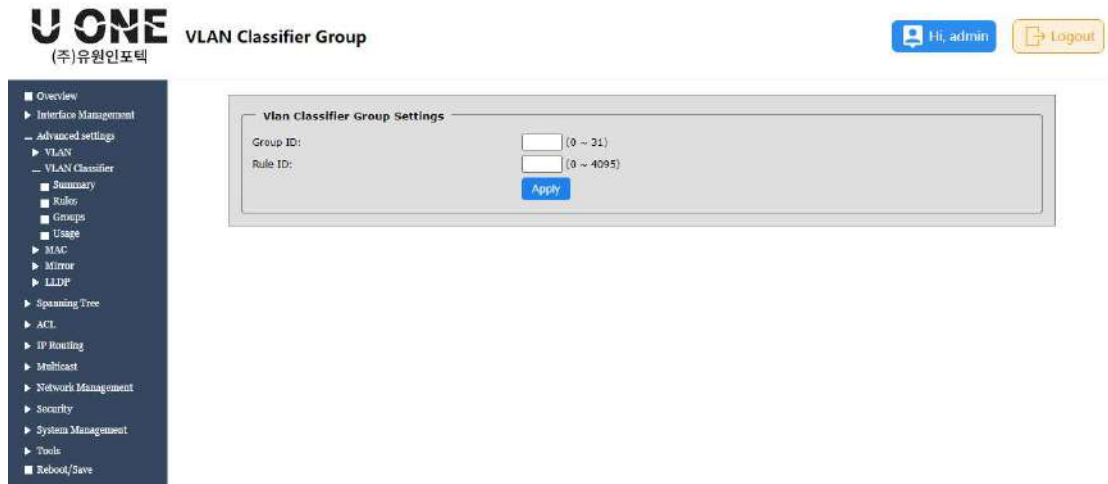 U ONE
(주)유원인포텍
VLAN Classifier Group
Hi, admin
Logout
Overview
Interface Management
Advanced settings
VLAN
VLAN Classifier
Summary
Rules
Groups
Usage
MAC
Mirror
LLDP
Spanning Tree
ACL
IP Routing
Multicast
Network Management
Security
System Management
Tools
Reboot/Save
Vlan Classifier Group Settings
Group ID: (0 ~ 31)
Rule ID: (0 ~ 4095)
Apply